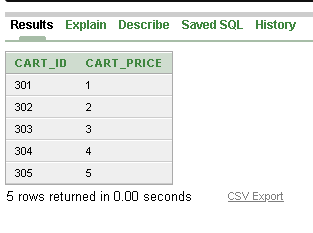 Results Explain Describe Saved SQL History
CART_ID CART_PRICE
301 1
302 2
303 3
304 4
305 5
5 rows returned in 0.00 seconds CSV Export